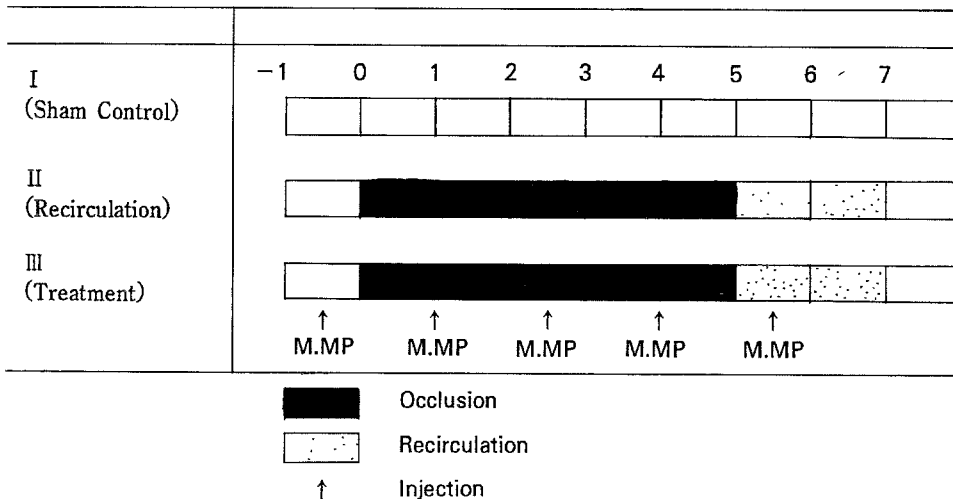 I
(Sham Control)
−1 0 1 2 3 4 5 6 7
II
(Recirculation)
III
(Treatment)
↑ ↑ ↑ ↑ ↑
M.MP M.MP M.MP M.MP M.MP
Occlusion
Recirculation
↑ Injection